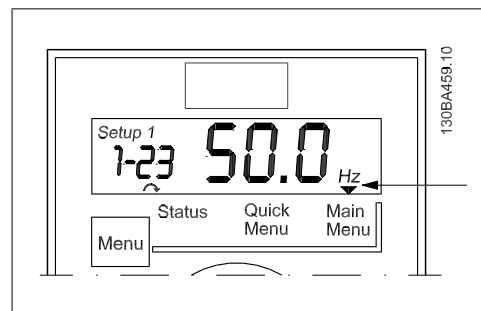 130BA459.10
Setup 1
1-23 50.0 Hz
Status Quick Menu Main Menu
Menu